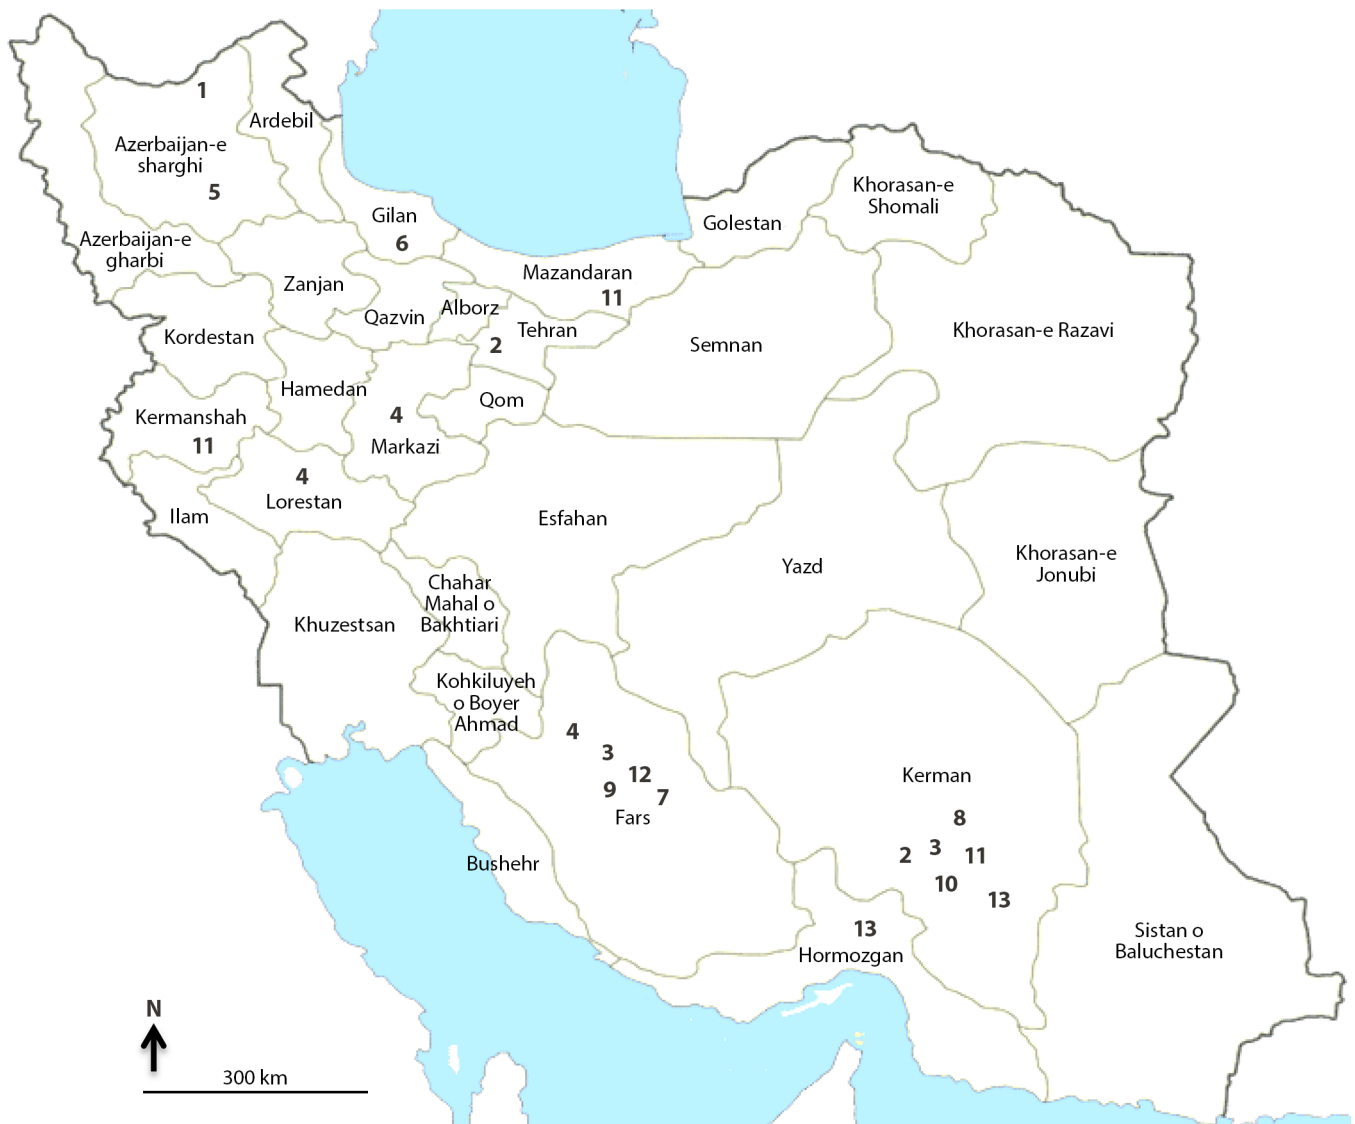 1
Ardebil
Azerbaijan-e
sharghi
5
Khorasan-e
Shomali
Gilan
6
Golestan
Azerbaijan-e
gharbi
Zanjan
Mazandaran
11
Qazvin
Alborz
Tehran
2
Kordestan
Semnan
Khorasan-e Razavi
Hamedan
Qom
Kermanshah
11
4
Markazi
4
Lorestan
Ilam
Esfahan
Yazd
Khorasan-e
Jonubi
Chahar
Mahal o
Bakhtiari
Khuzestsan
Kohkiluyeh
o Boyer
Ahmad
4
3
12
9
7
Fars
Kerman
8
2
3
11
10
13
Bushehr
13
Hormozgan
Sistan o
Baluchestan
N
300 km